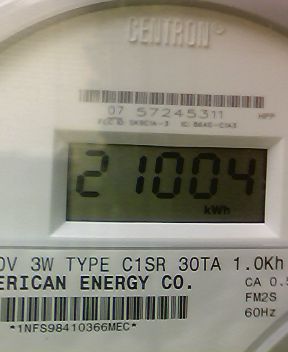 CENTRON®
07 57245311
HPP
21004
kWh
0V 3W TYPE C1SR 30TA 1.0Kh
ERICAN ENERGY CO.
CA 0.5
FM2S
60Hz
*1NFS98410366MEC*